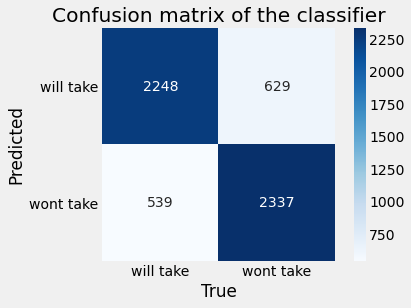 Confusion matrix of the classifier
Predicted
will take
2248
629
wont take
539
2337
will take
wont take
True
2250
2000
1750
1500
1250
1000
750